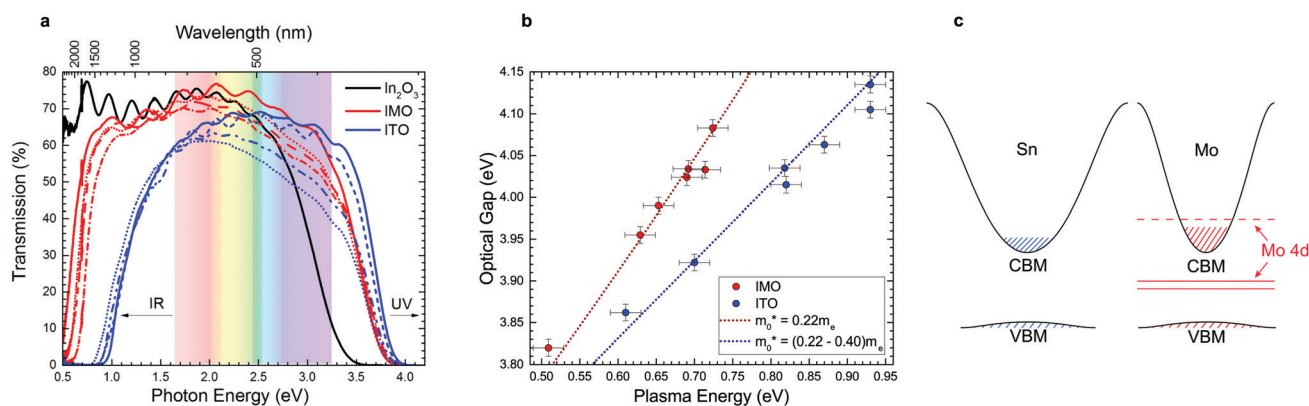 a
Wavelength (nm)
2000
1500
1000
500
Transmission (%)
80
70
60
50
40
30
20
10
0
In₂O₃
IMO
ITO
IR
UV
0.5 1.0 1.5 2.0 2.5 3.0 3.5 4.0
Photon Energy (eV)
b
Optical Gap (eV)
4.15
4.10
4.05
4.00
3.95
3.90
3.85
3.80
IMO
ITO
m₀* = 0.22mₑ
m₀* = (0.22 - 0.40)mₑ
0.50 0.55 0.60 0.65 0.70 0.75 0.80 0.85 0.90 0.95
Plasma Energy (eV)
c
Sn
Mo
CBM
CBM
Mo 4d
VBM
VBM